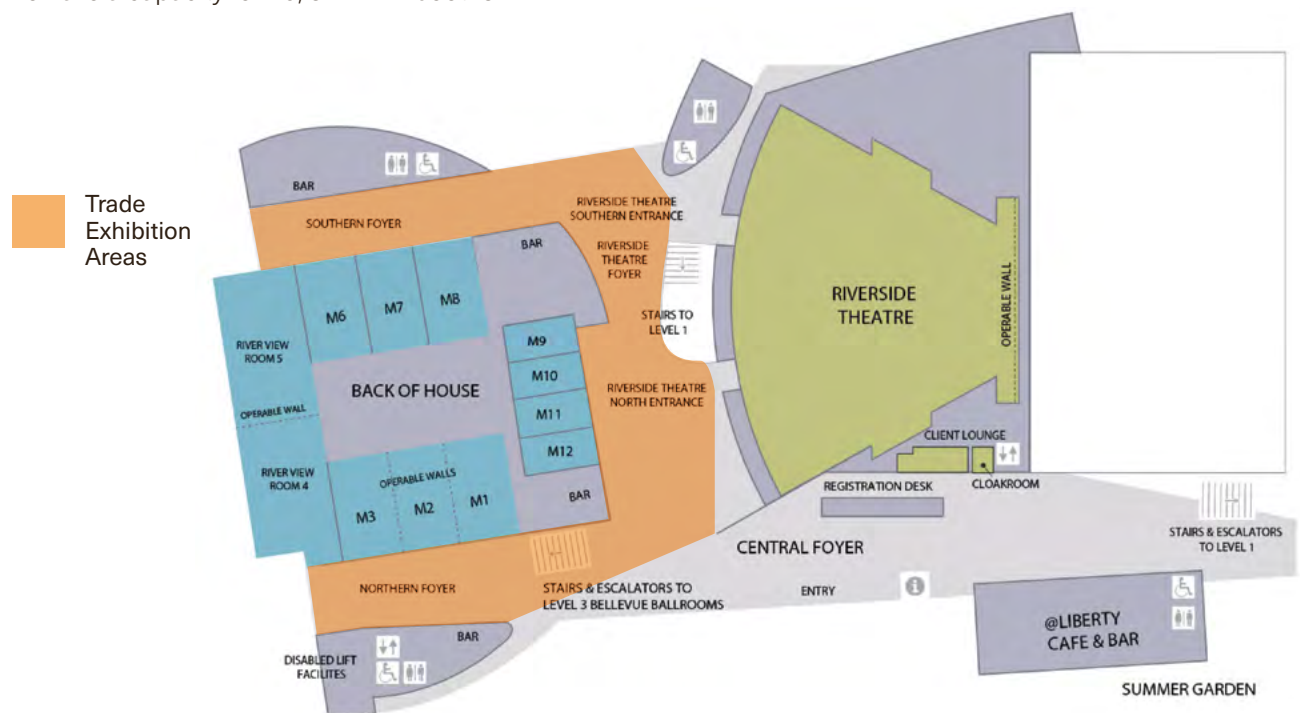 Trade
Exhibition
Areas
BAR
SOUTHERN FOYER
RIVERSIDE THEATRE
SOUTHERN ENTRANCE
BAR
RIVERSIDE
THEATRE
FOYER
M6
M7
M8
STAIRS TO
LEVEL 1
RIVERSIDE
THEATRE
OPERABLE WALL
RIVER VIEW
ROOM 5
M9
M10
M11
M12
BACK OF HOUSE
RIVERSIDE THEATRE
NORTH ENTRANCE
OPERABLE WALL
RIVER VIEW
ROOM 4
OPERABLE WALLS
M3
M2
M1
BAR
CLIENT LOUNGE
REGISTRATION DESK
CLOAKROOM
CENTRAL FOYER
STAIRS & ESCALATORS
TO LEVEL 1
NORTHERN FOYER
STAIRS & ESCALATORS TO
LEVEL 3 BELLEVUE BALLROOMS
ENTRY
i
@LIBERTY
CAFE & BAR
BAR
DISABLED LIFT
FACILITES
SUMMER GARDEN